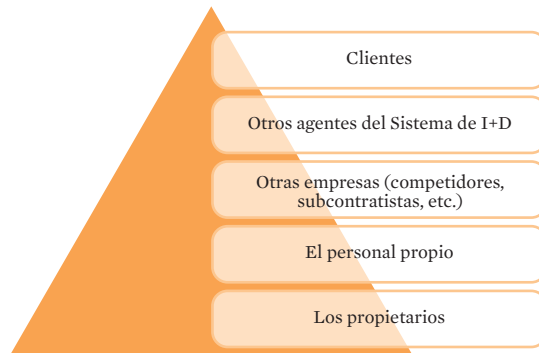 Clientes
Otros agentes del Sistema de I+D
Otras empresas (competidores,
subcontratistas, etc.)
El personal propio
Los propietarios